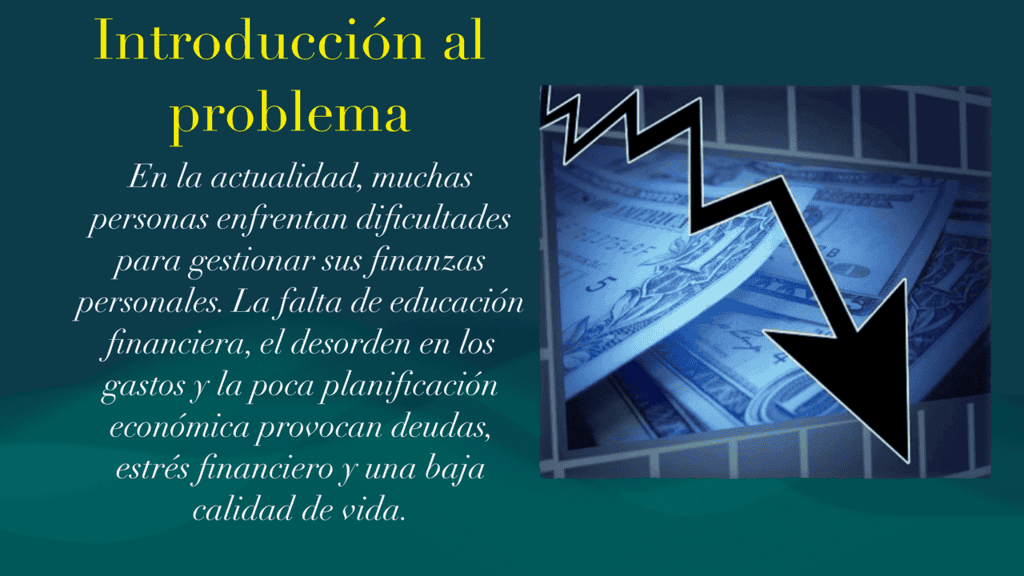 Introducción al
problema
En la actualidad, muchas
personas enfrentan dificultades
para gestionar sus finanzas
personales. La falta de educación
financiera, el desorden en los
gastos y la poca planificación
económica provocan deudas,
estrés financiero y una baja
calidad de vida.
5